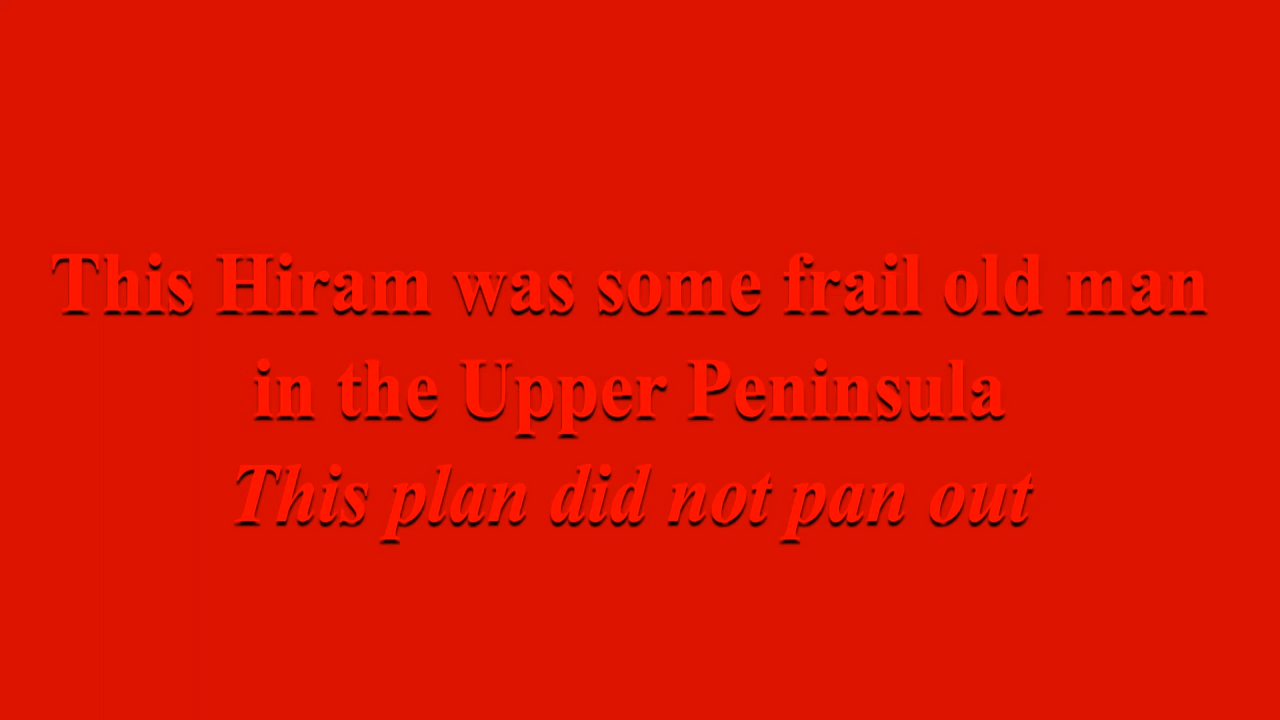 This Hiram was some frail old man
in the Upper Peninsula
This plan did not pan out